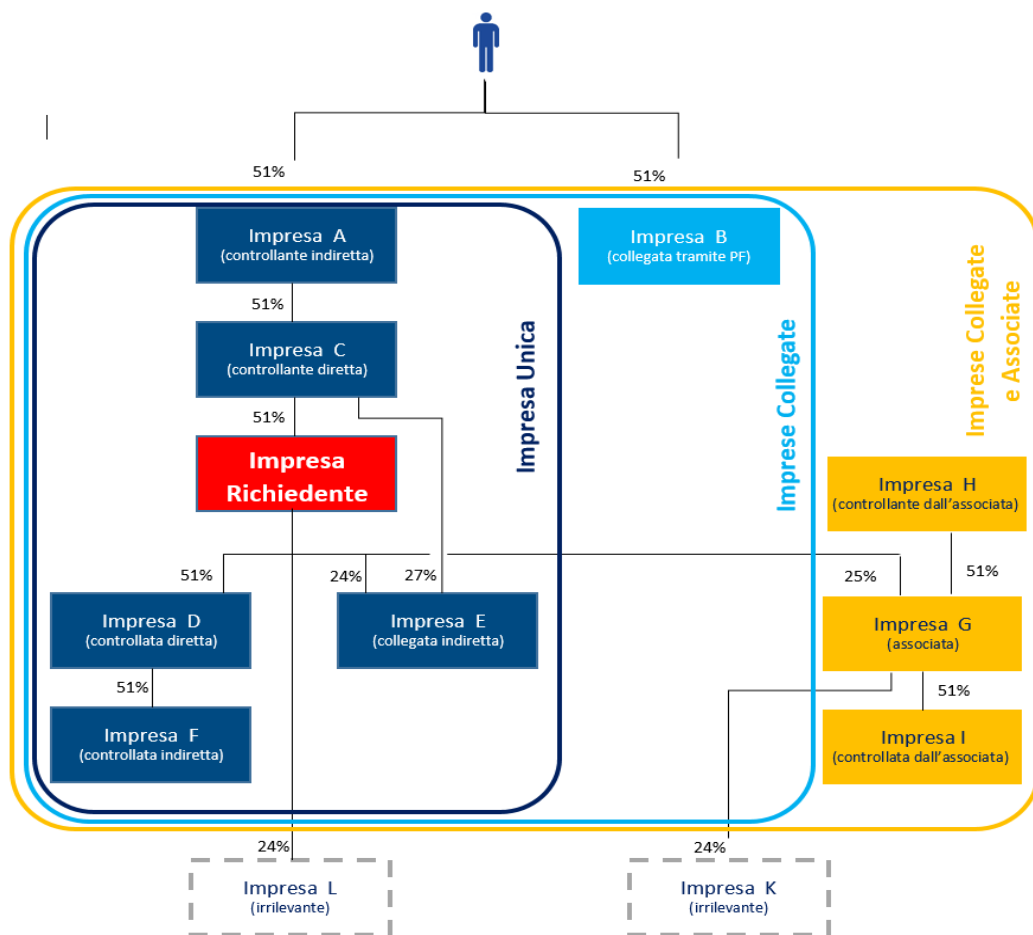 51%
51%
Impresa A
(controllante indiretta)
Impresa B
(collegata tramite PF)
51%
Impresa C
(controllante diretta)
51%
Impresa
Richiedente
Impresa Unica
Imprese Collegate
Imprese Collegate
e Associate
Impresa H
(controllante dall'associata)
51%
24%
27%
25%
51%
Impresa D
(controllata diretta)
Impresa E
(collegata indiretta)
Impresa G
(associata)
51%
51%
Impresa F
(controllata indiretta)
Impresa I
(controllata dall'associata)
24%
24%
Impresa L
(irrilevante)
Impresa K
(irrilevante)